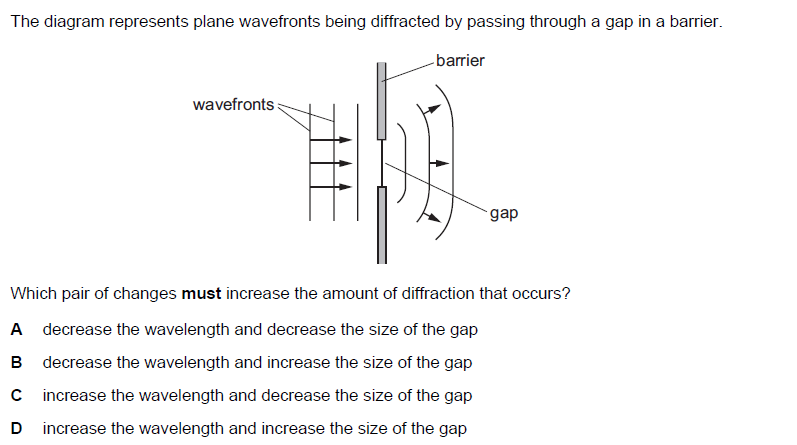 The diagram represents plane wavefronts being diffracted by passing through a gap in a barrier.
barrier
wavefronts
gap
Which pair of changes must increase the amount of diffraction that occurs?
A decrease the wavelength and decrease the size of the gap
B decrease the wavelength and increase the size of the gap
C increase the wavelength and decrease the size of the gap
D increase the wavelength and increase the size of the gap